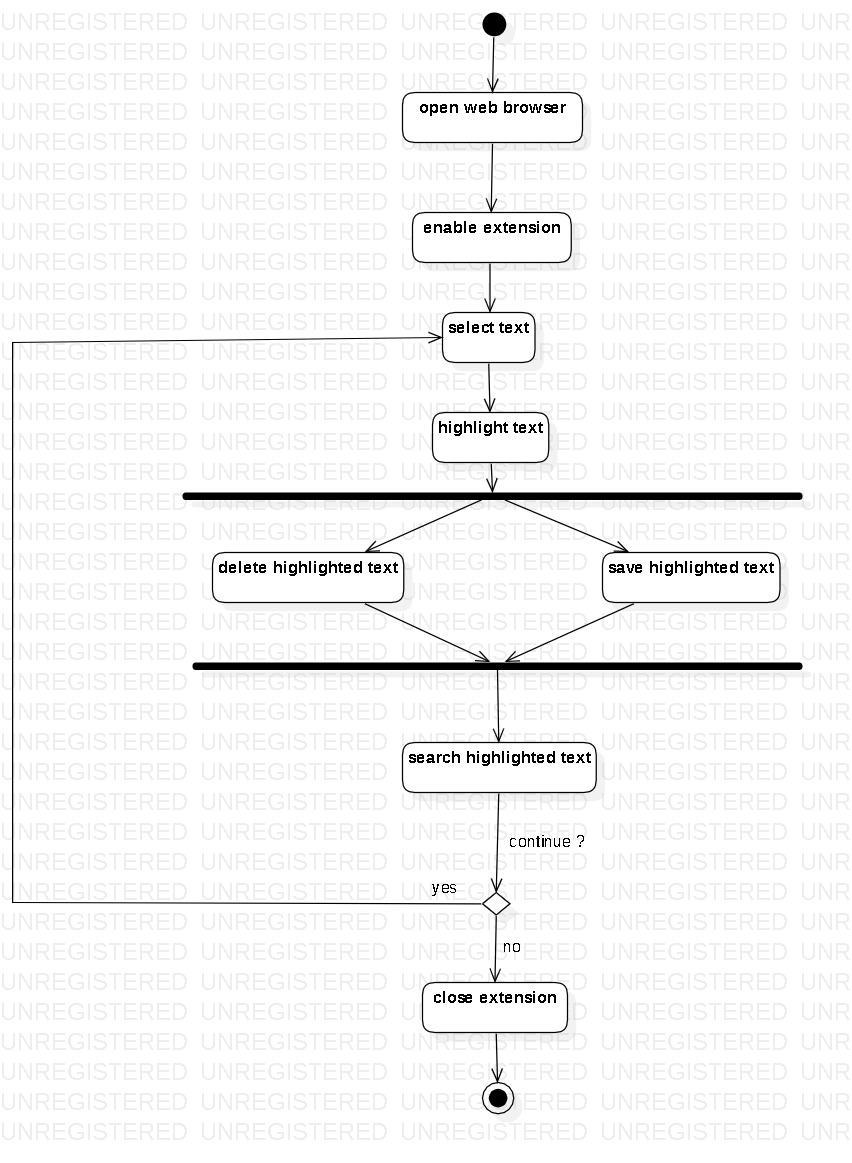 open web browser
enable extension
select text
highlight text
delete highlighted text
save highlighted text
search highlighted text
continue ?
yes
no
close extension
UNREGISTERED